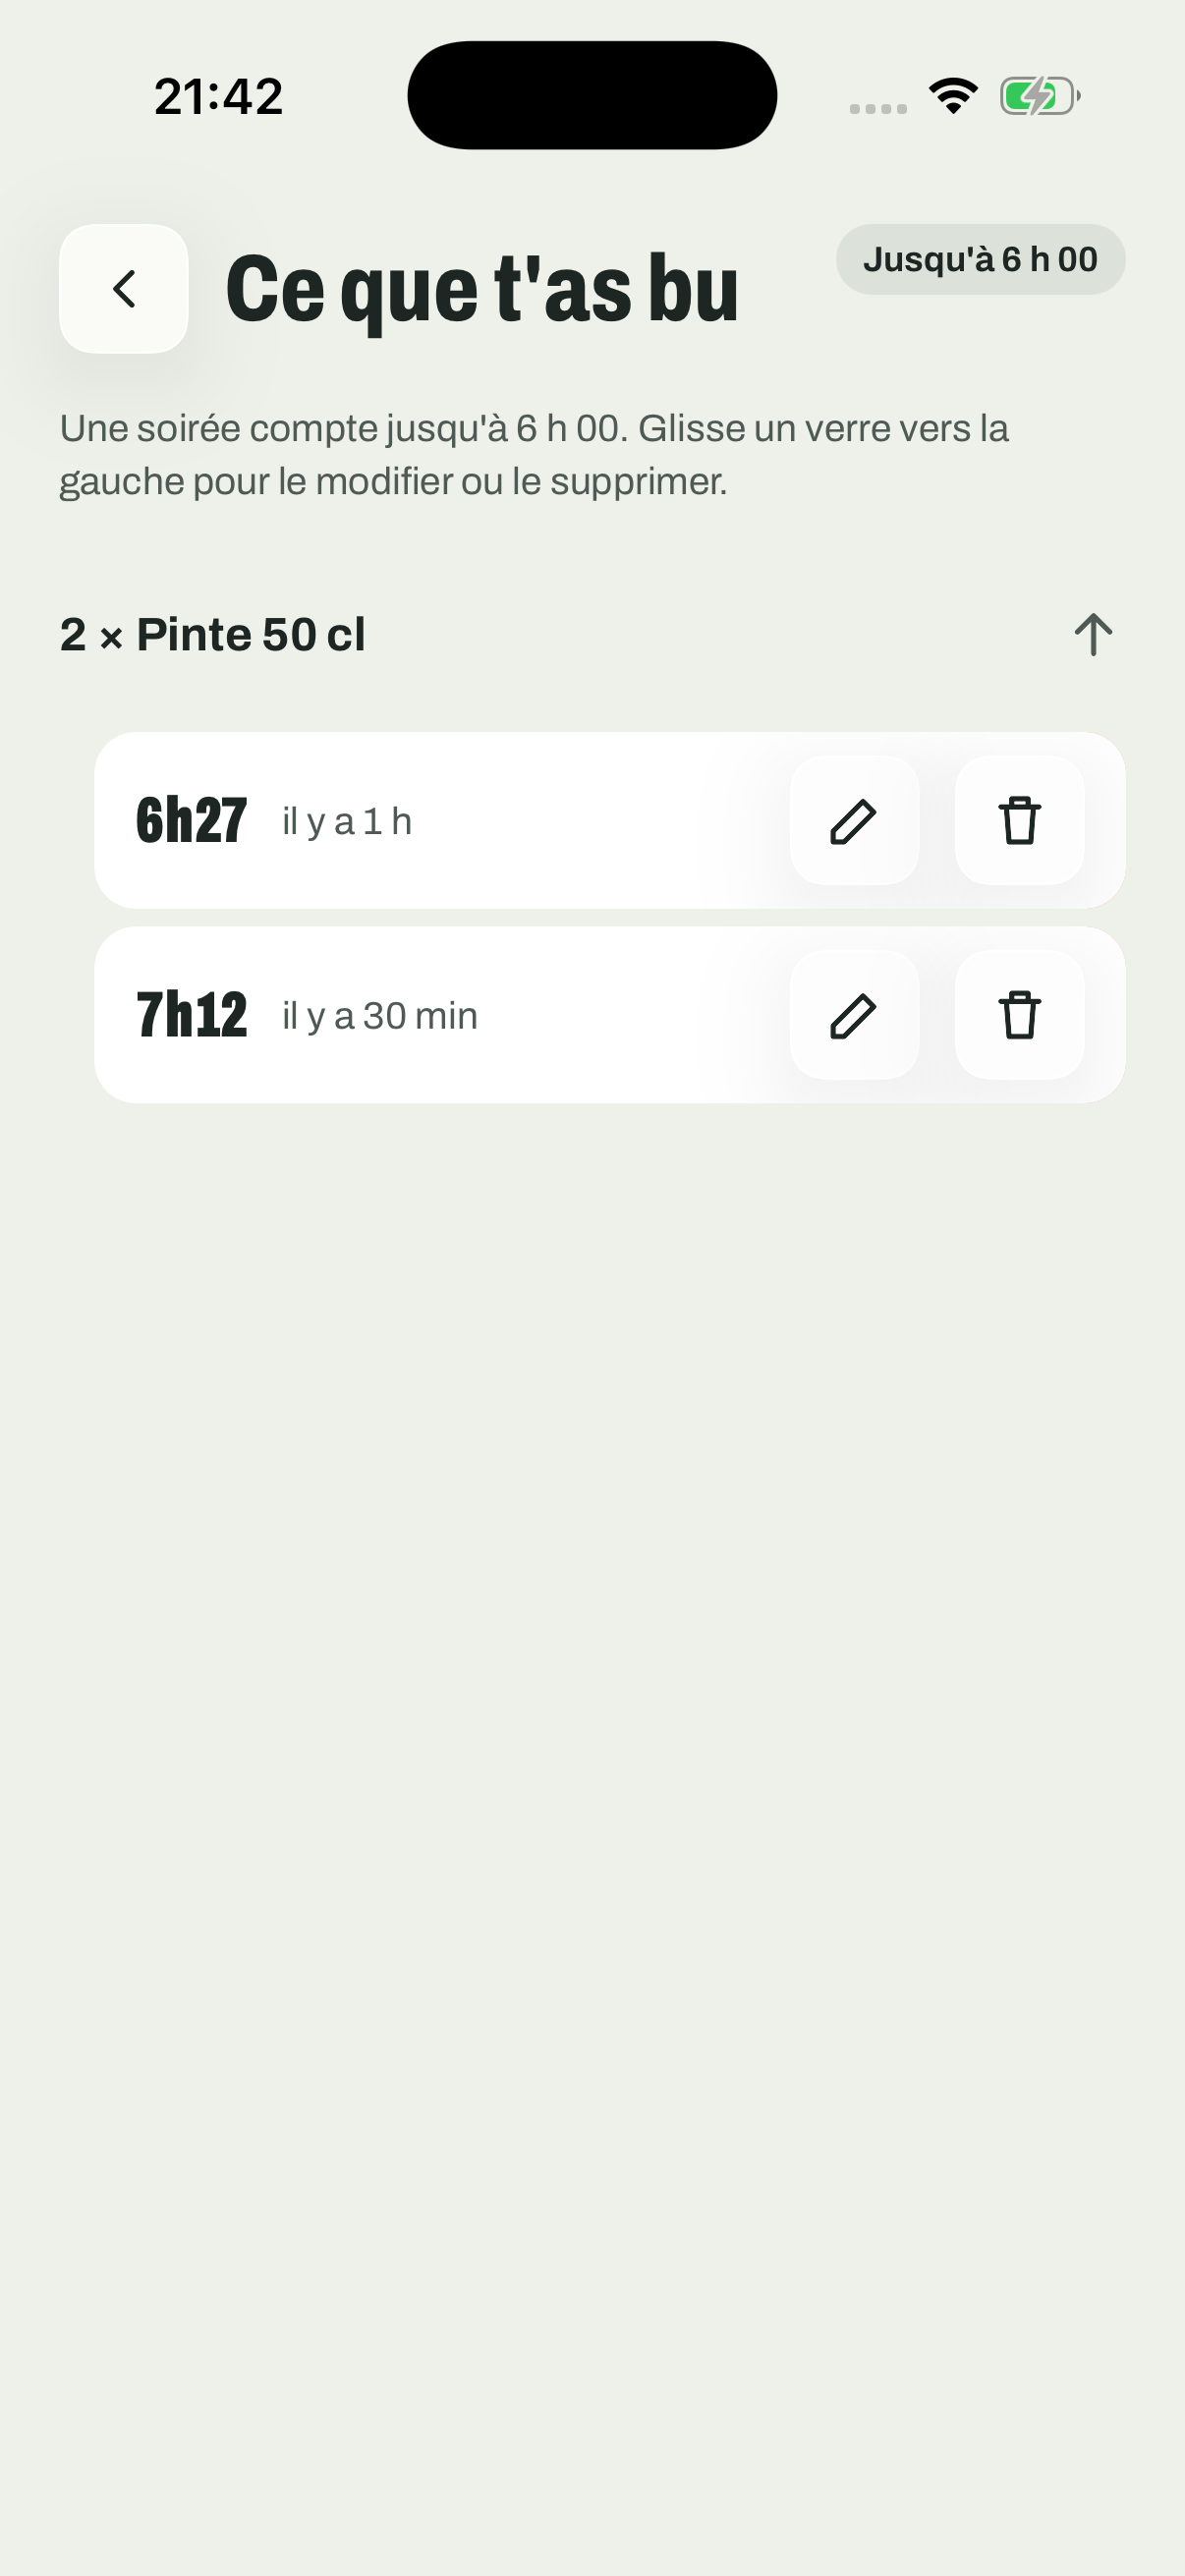 21:42
Ce que t'as bu
Jusqu'à 6 h 00
Une soirée compte jusqu'à 6 h 00. Glisse un verre vers la
gauche pour le modifier ou le supprimer.
2 × Pinte 50 cl
6h27 il y a 1 h
7h12 il y a 30 min